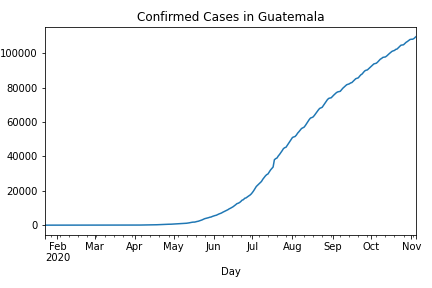 Confirmed Cases in Guatemala
100000
80000
60000
40000
20000
0
Feb Mar Apr May Jun Jul Aug Sep Oct Nov
2020
Day